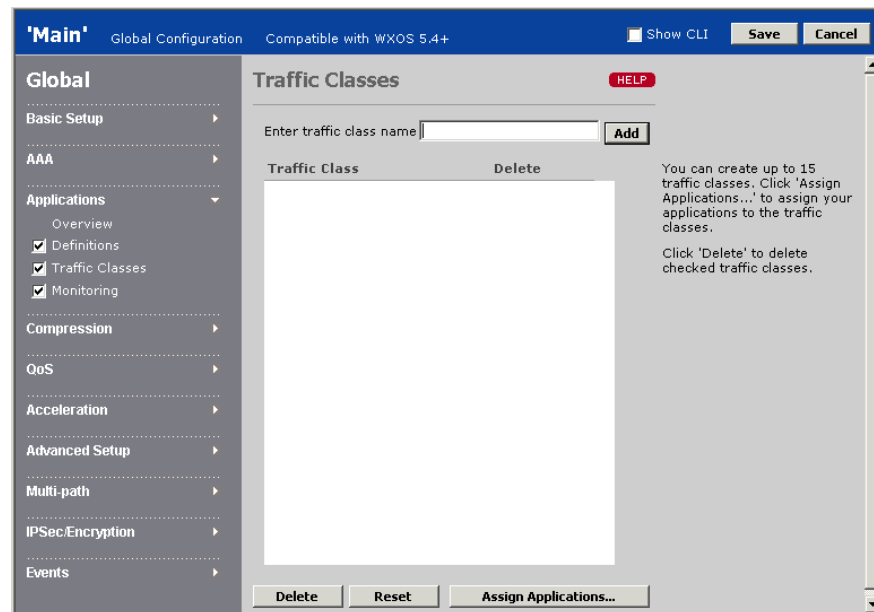 'Main' Global Configuration Compatible with WXOS 5.4+ Show CLI Save Cancel
Global
Basic Setup
AAA
Applications
Overview
Definitions
Traffic Classes
Monitoring
Compression
QoS
Acceleration
Advanced Setup
Multi-path
IPSec/Encryption
Events
Traffic Classes HELP
Enter traffic class name Add
Traffic Class Delete
Delete Reset Assign Applications...
You can create up to 15
traffic classes. Click 'Assign
Applications...' to assign your
applications to the traffic
classes.
Click 'Delete' to delete
checked traffic classes.